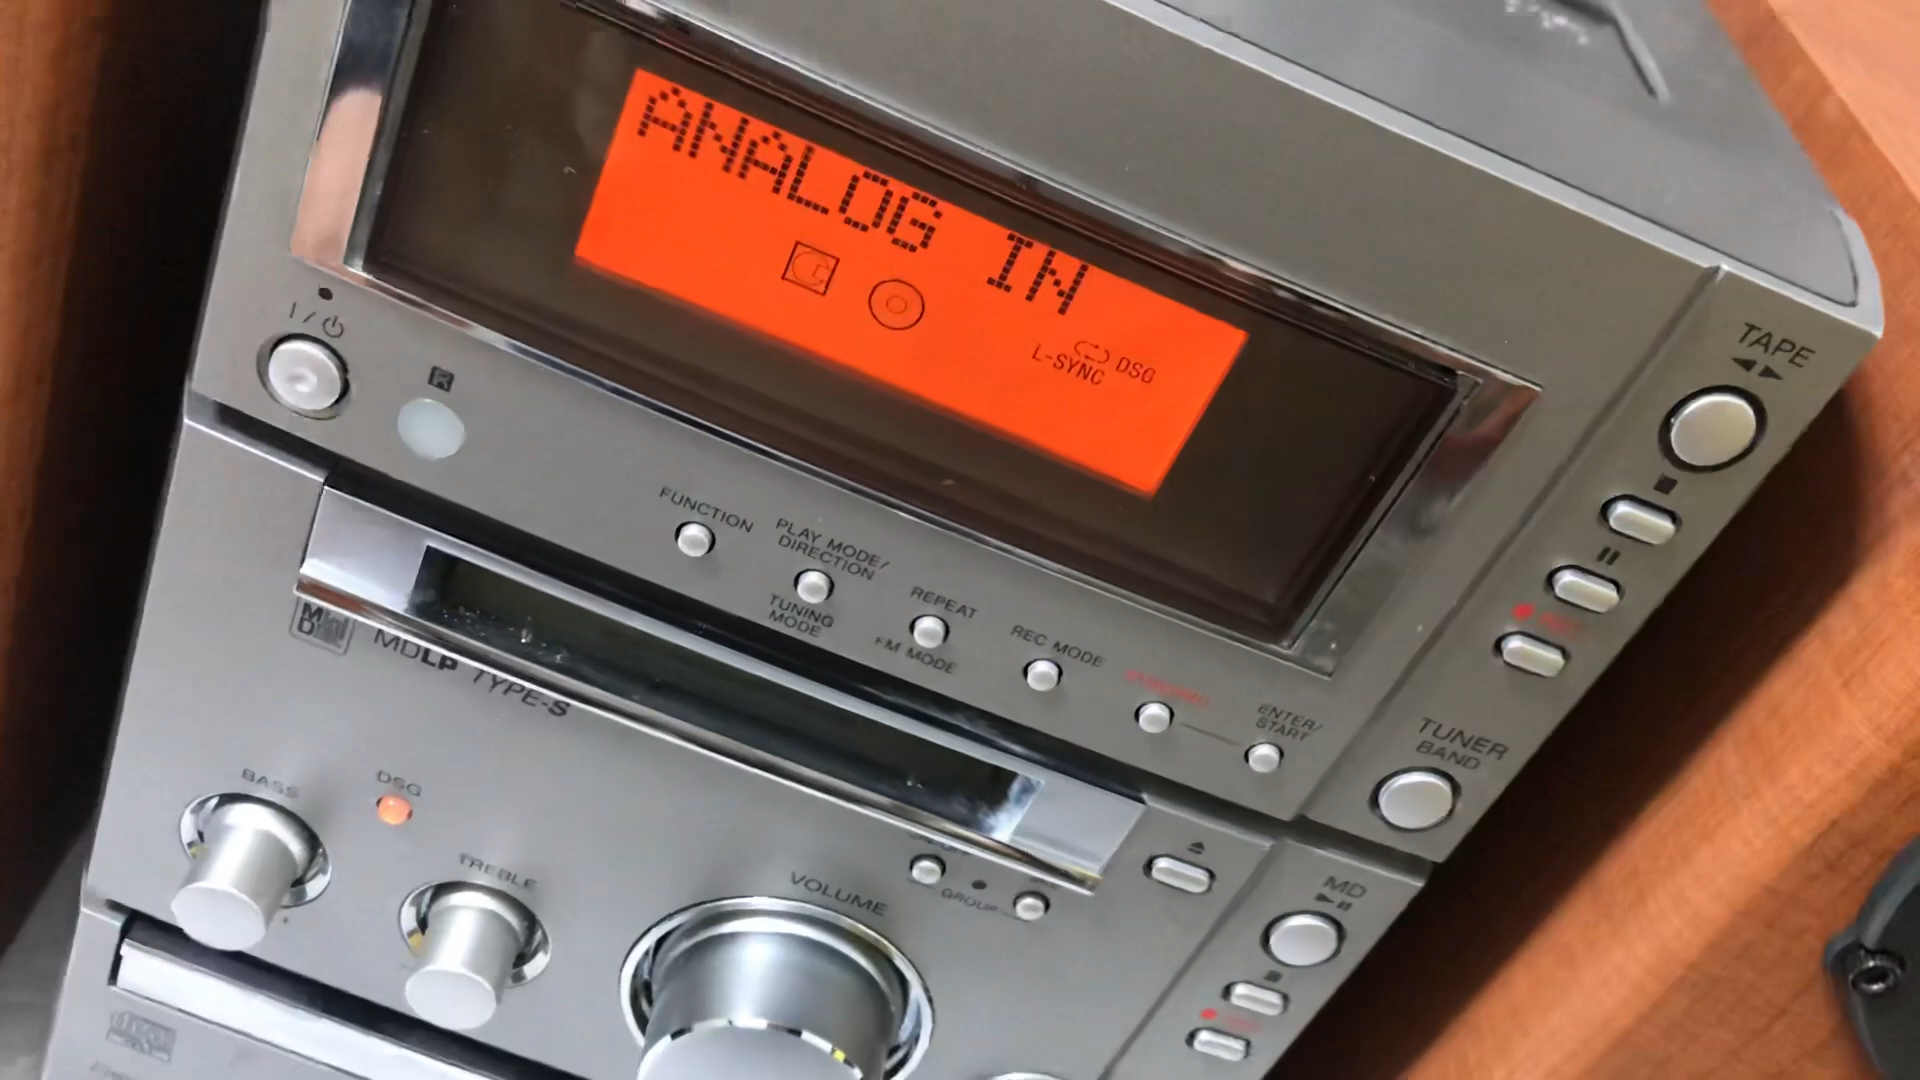 ANALOG IN
L-SYNC DSG
I/
R
TAPE
FUNCTION
PLAY MODE/
DIRECTION
TUNING
MODE
REPEAT
FM MODE
REC MODE
ENTER/
START
TUNER
BAND
MD
MDLP TYPE-S
BASS
DSG
TREBLE
VOLUME
GROUP
MD